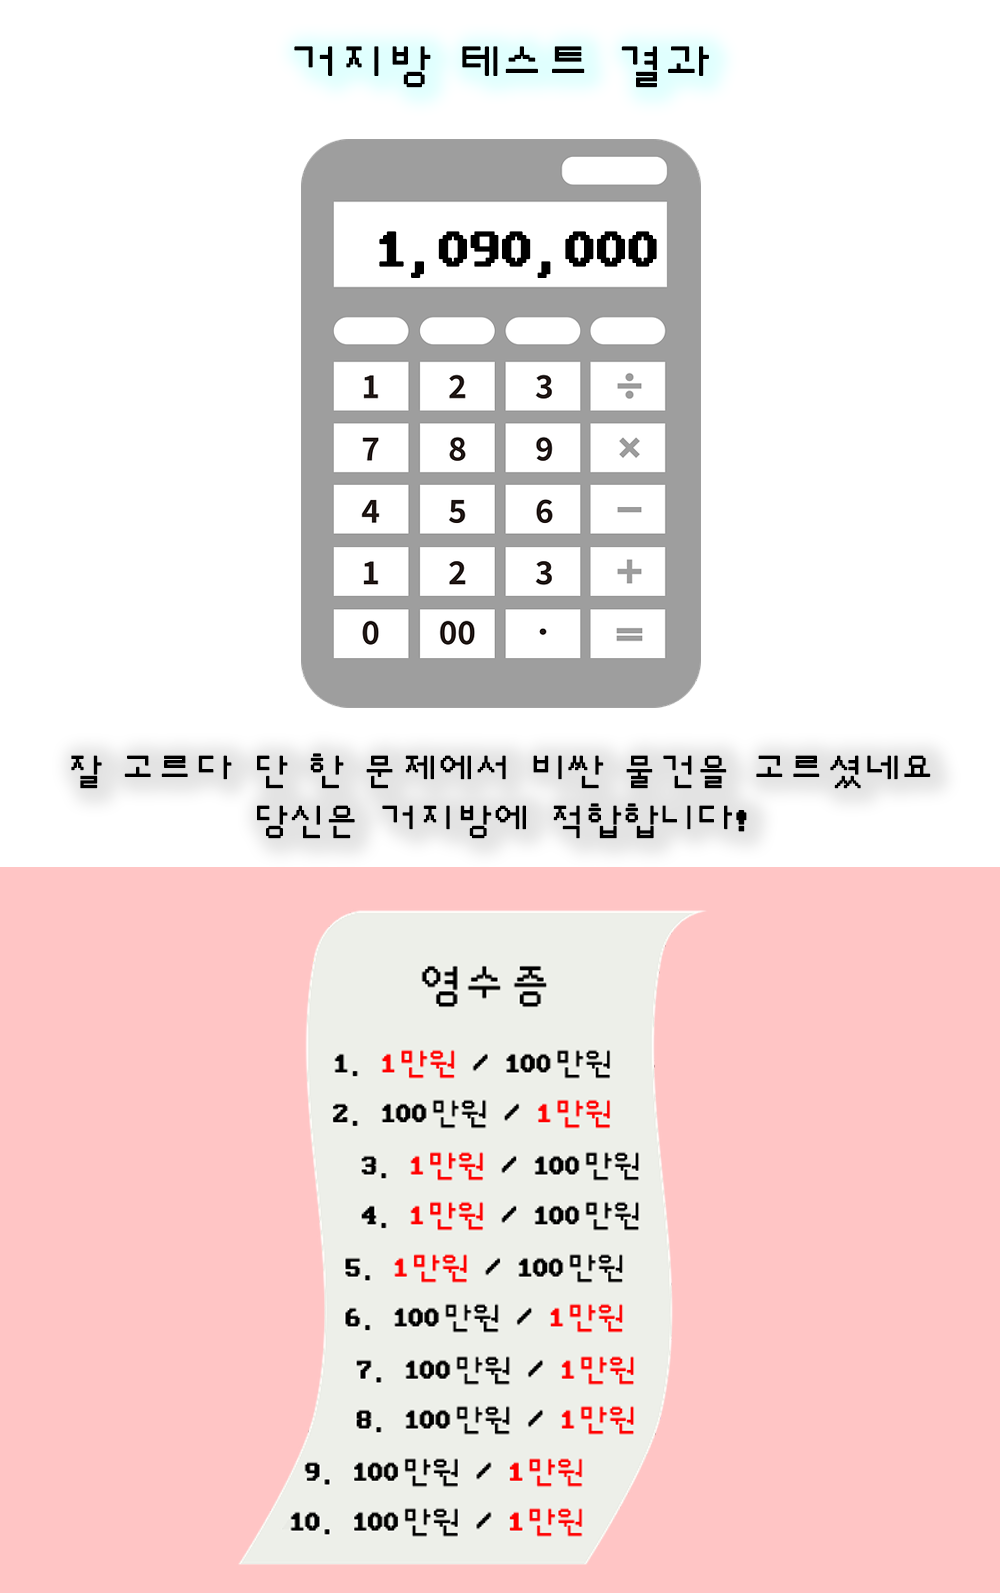 거지방 테스트 결과
1,090,000
1 2 3 ÷
7 8 9 ×
4 5 6 −
1 2 3 +
0 00 · =
잘 고르다 단 한 문제에서 비싼 물건을 고르셨네요
당신은 거지방에 적합합니다!
영수증
1. 1만원 / 100만원
2. 100만원 / 1만원
3. 1만원 / 100만원
4. 1만원 / 100만원
5. 1만원 / 100만원
6. 100만원 / 1만원
7. 100만원 / 1만원
8. 100만원 / 1만원
9. 100만원 / 1만원
10. 100만원 / 1만원